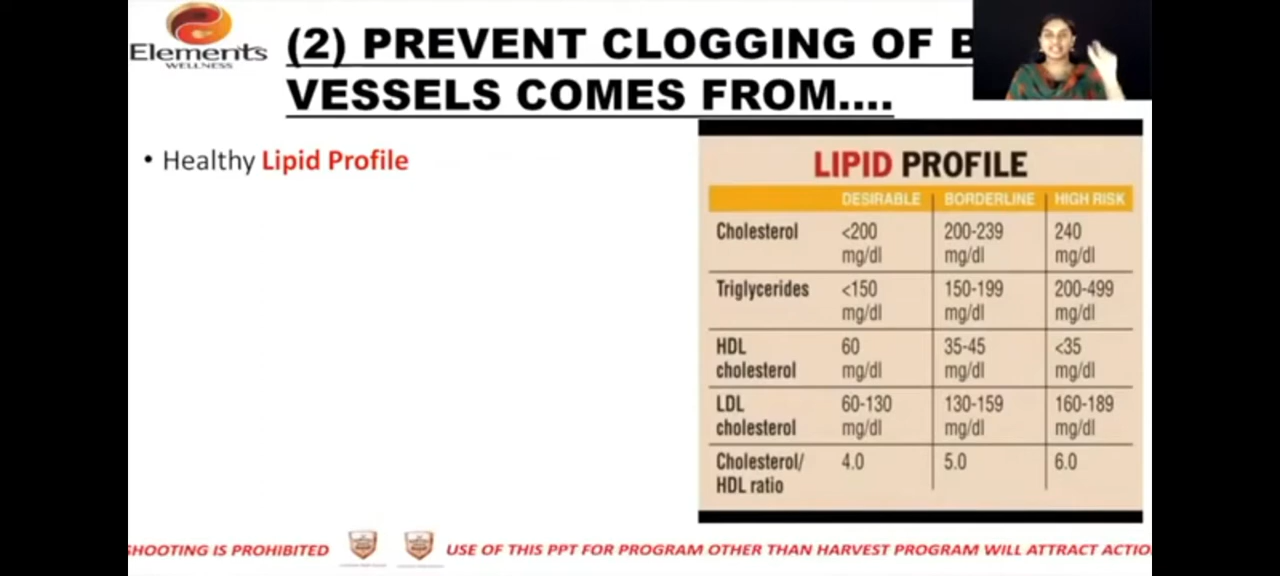 Elements
WELLNESS
(2) PREVENT CLOGGING OF B
VESSELS COMES FROM....
• Healthy Lipid Profile
LIPID PROFILE
DESIRABLE BORDERLINE HIGH RISK
Cholesterol <200 mg/dl 200-239 mg/dl 240 mg/dl
Triglycerides <150 mg/dl 150-199 mg/dl 200-499 mg/dl
HDL cholesterol 60 mg/dl 35-45 mg/dl <35 mg/dl
LDL cholesterol 60-130 mg/dl 130-159 mg/dl 160-189 mg/dl
Cholesterol/ HDL ratio 4.0 5.0 6.0
SHOOTING IS PROHIBITED USE OF THIS PPT FOR PROGRAM OTHER THAN HARVEST PROGRAM WILL ATTRACT ACTIO